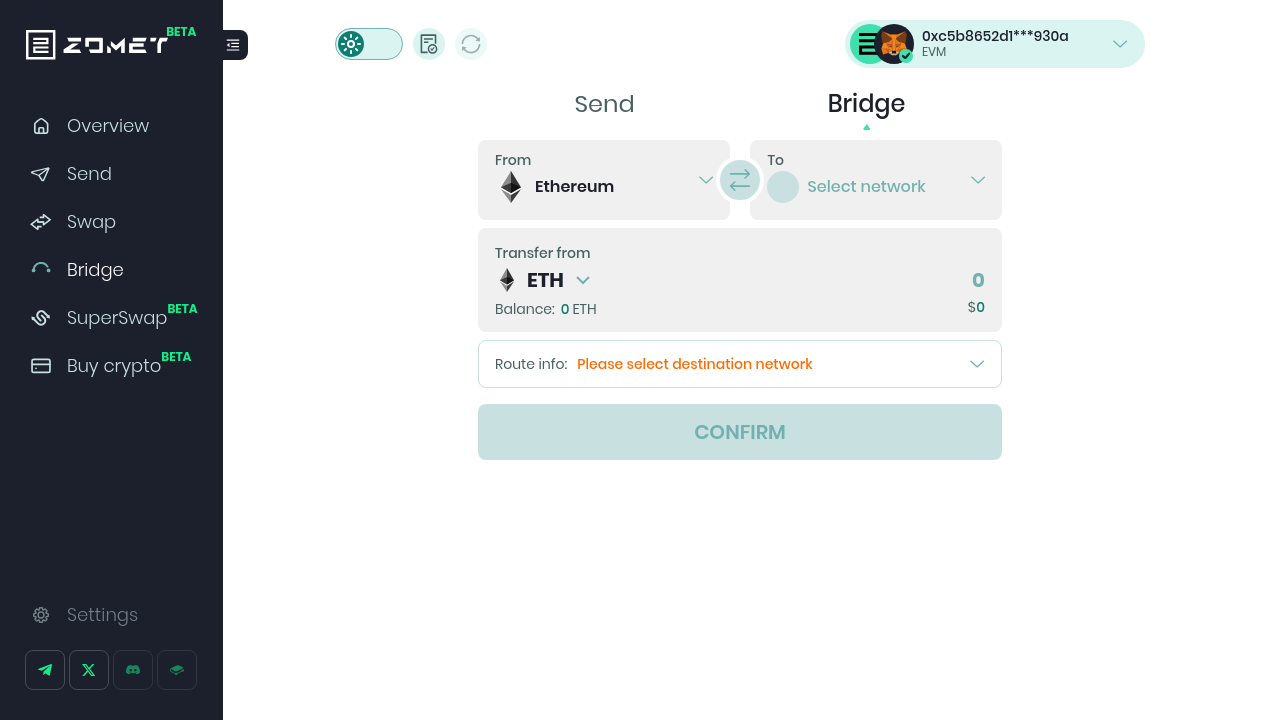 ZOMET BETA
Overview
Send
Swap
Bridge
SuperSwap BETA
Buy crypto BETA
Settings
0xc5b8652d1***930a
EVM
Send
Bridge
From
Ethereum
To
Select network
Transfer from
ETH
0
Balance: 0 ETH
$0
Route info: Please select destination network
CONFIRM